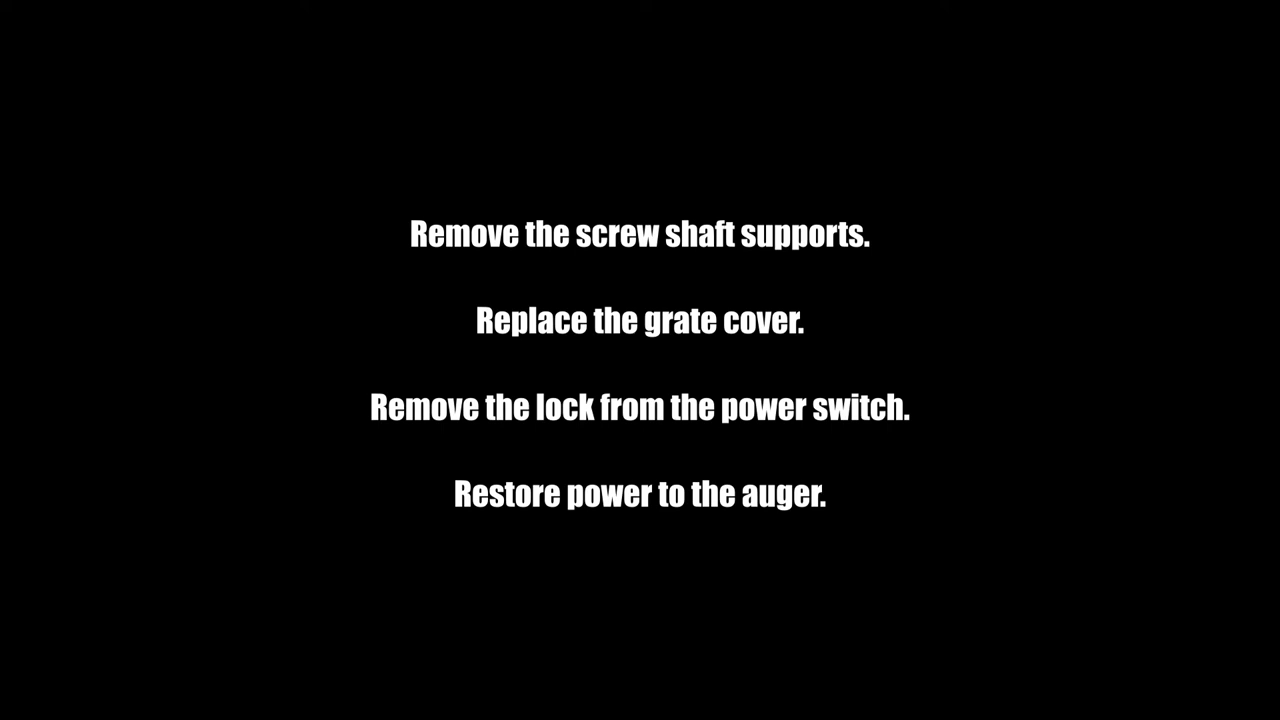 Remove the screw shaft supports.
Replace the grate cover.
Remove the lock from the power switch.
Restore power to the auger.